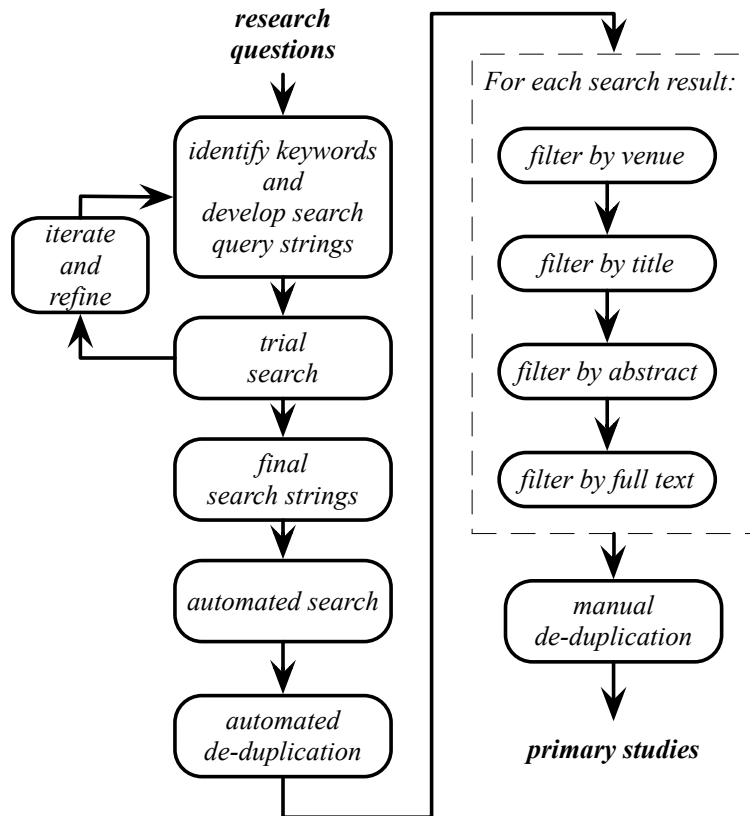 research
questions
identify keywords
and
develop search
query strings
iterate
and
refine
trial
search
final
search strings
automated search
automated
de-duplication
For each search result:
filter by venue
filter by title
filter by abstract
filter by full text
manual
de-duplication
primary studies